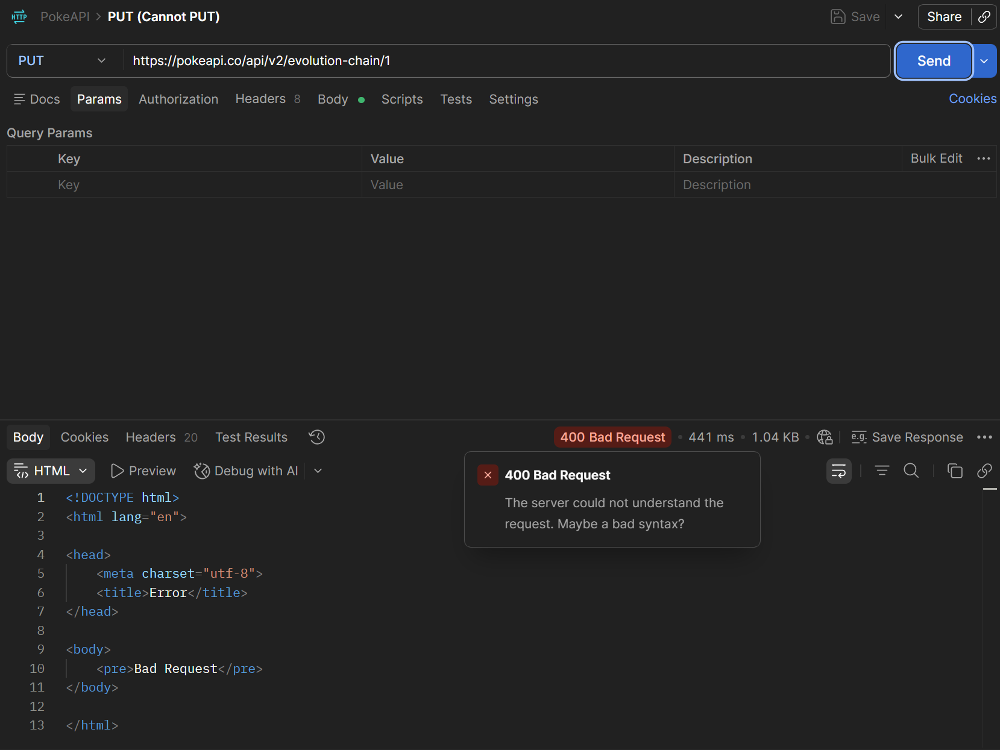 HTTP PokeAPI > PUT (Cannot PUT) Save Share
PUT https://pokeapi.co/api/v2/evolution-chain/1 Send
Docs Params Authorization Headers 8 Body Scripts Tests Settings Cookies
Query Params
Key Value Description Bulk Edit
Key Value Description
Body Cookies Headers 20 Test Results 400 Bad Request • 441 ms • 1.04 KB • e.g. Save Response
HTML Preview Debug with AI
400 Bad Request
The server could not understand the
request. Maybe a bad syntax?
1 <!DOCTYPE html>
2 <html lang="en">
3
4 <head>
5 <meta charset="utf-8">
6 <title>Error</title>
7 </head>
8
9 <body>
10 <pre>Bad Request</pre>
11 </body>
12
13 </html>